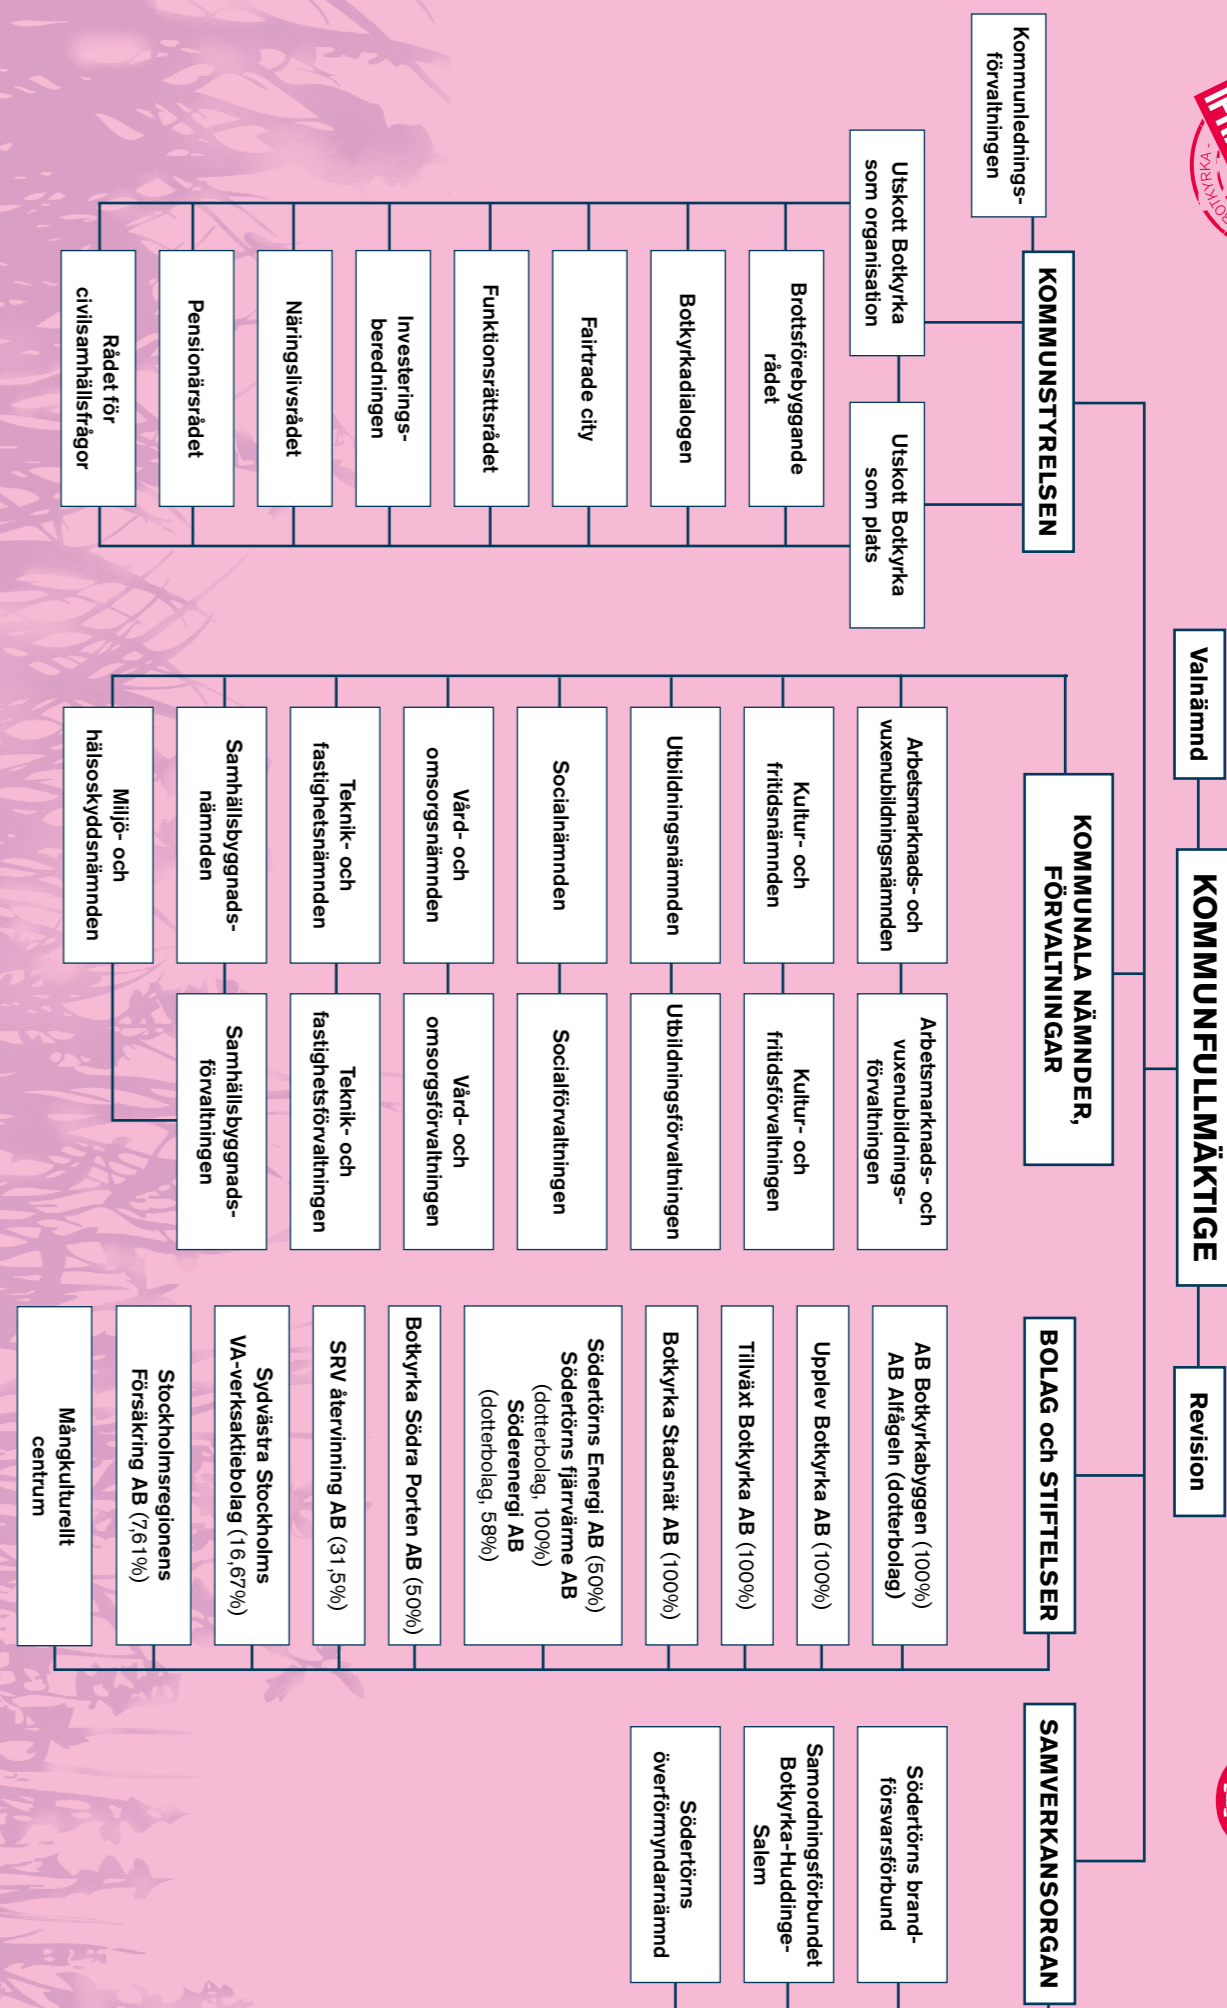 BOTKYRKA
Valnämnd
KOMMUNFULLMÄKTIGE
Revision
KOMMUNSTYRELSEN
Kommunlednings-
förvaltningen
Utskott Botkyrka
som organisation
Utskott Botkyrka
som plats
Brottsförebyggande
rådet
Botkyrkadialogen
Fairtrade city
Funktionsrättsrådet
Investerings-
beredningen
Näringslivsrådet
Pensionärsrådet
Rådet för
civilsamhällsfrågor
KOMMUNALA NÄMNDER,
FÖRVALTNINGAR
Arbetsmarknads- och
vuxenubildningsnämnden
Arbetsmarknads- och
vuxenubildnings-
förvaltningen
Kultur- och
fritidsnämnden
Kultur- och
fritidsförvaltningen
Utbildningsnämnden
Utbildningsförvaltningen
Socialnämnden
Socialförvaltningen
Vård- och
omsorgsnämnden
Vård- och
omsorgsförvaltningen
Teknik- och
fastighetsnämnden
Teknik- och
fastighetsförvaltningen
Samhällsbyggnads-
nämnden
Samhällsbyggnads-
förvaltningen
Miljö- och
hälsoskyddsnämnden
BOLAG och STIFTELSER
AB Botkyrkabyggen (100%)
AB Alfågeln (dotterbolag)
Upplev Botkyrka AB (100%)
Tillväxt Botkyrka AB (100%)
Botkyrka Stadsnät AB (100%)
Södertörns Energi AB (50%)
Södertörns fjärrvärme AB
(dotterbolag, 100%)
Söderenergi AB
(dotterbolag, 58%)
Botkyrka Södra Porten AB (50%)
SRV återvinning AB (31,5%)
Sydvästra Stockholms
VA-verksaktiebolag (16,67%)
Stockholmsregionens
Försäkring AB (7,61%)
Mångkulturellt
centrum
SAMVERKANSORGAN
Södertörns brand-
försvarsförbund
Samordningsförbundet
Botkyrka-Huddinge-
Salem
Södertörns
överförmyndarnämnd